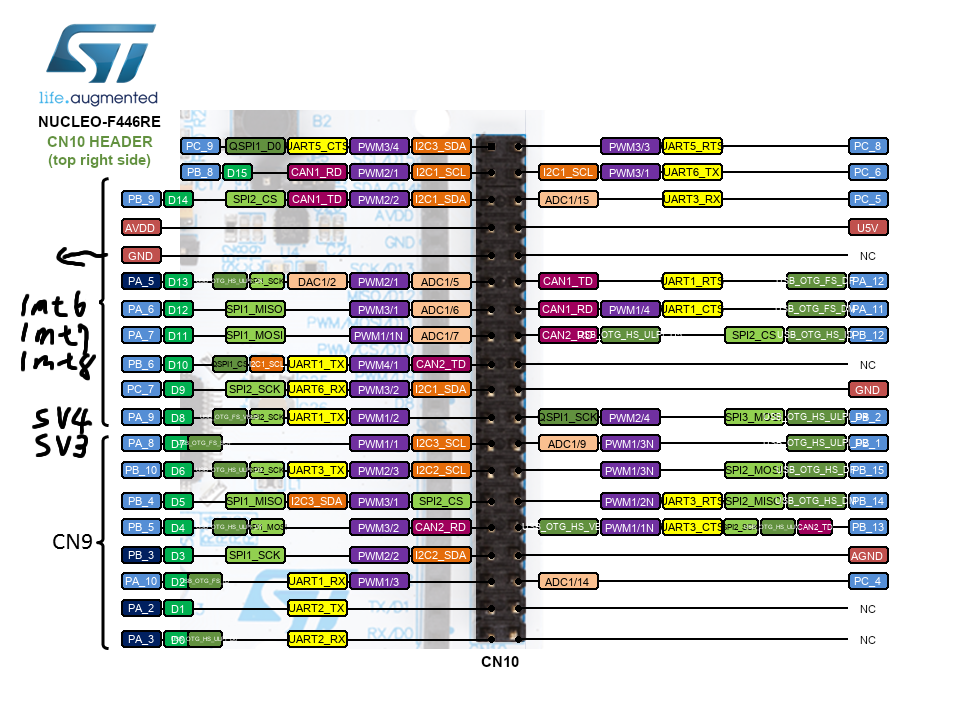 life.augmented
NUCLEO-F446RE
CN10 HEADER
(top right side)
B2
PC_9 QSPI1_D0 UART5_CTS PWM3/4 I2C3_SDA PWM3/3 UART5_RTS PC_8
PB_8 D15 CAN1_RD PWM2/1 I2C1_SCL I2C1_SCL PWM3/1 UART6_TX PC_6
PB_9 D14 SPI2_CS CAN1_TD PWM2/2 I2C1_SDA ADC1/15 UART3_RX PC_5
AVDD AVDD U5V
GND GND NC
PA_5 D13 DAC1/2 PWM2/1 ADC1/5 CAN1_TD UART1_RTS PA_12
Int6 PA_6 D12 SPI1_MISO PWM3/1 ADC1/6 CAN1_RD PWM1/4 UART1_CTS PA_11
Int7 PA_7 D11 SPI1_MOSI PWM1/1N ADC1/7 SPI2_CS PB_12
Int8 PB_6 D10 UART1_TX PWM4/1 CAN2_TD NC
PC_7 D9 SPI2_SCK UART6_RX PWM3/2 I2C1_SDA GND
SV4 PA_9 D8 UART1_TX PWM1/2 QSPI1_SCK PWM2/4 PB_2
SV3 PA_8 D7 PWM1/1 I2C3_SCL ADC1/9 PWM1/3N PB_1
PB_10 D6 UART3_TX PWM2/3 I2C2_SCL PWM1/3N SPI2_MOSI PB_15
PB_4 D5 SPI1_MISO I2C3_SDA PWM3/1 SPI2_CS PWM1/2N UART3_RTS SPI2_MISO PB_14
PB_5 D4 PWM3/2 CAN2_RD PWM1/1N UART3_CTS CAN2_TD PB_13
CN9 PB_3 D3 SPI1_SCK PWM2/2 I2C2_SDA AGND
PA_10 D2 UART1_RX PWM1/3 ADC1/14 PC_4
PA_2 D1 UART2_TX TX/D1 NC
PA_3 D0 UART2_RX RX/D0 NC
CN10